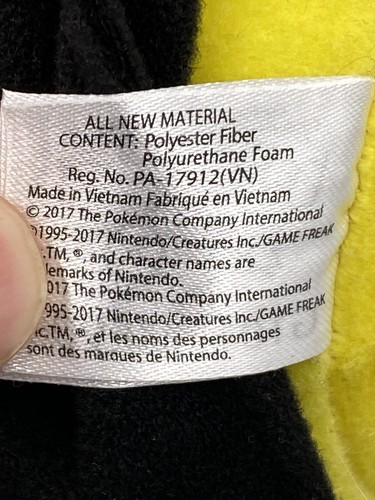 ALL NEW MATERIAL
CONTENT: Polyester Fiber
Polyurethane Foam
Reg. No. PA-17912(VN)
Made in Vietnam Fabriqué en Vietnam
© 2017 The Pokémon Company International
1995-2017 Nintendo/Creatures Inc./GAME FREAK
TM, ®, and character names are
emarks of Nintendo.
017 The Pokémon Company International
995-2017 Nintendo/Creatures Inc./GAME FREAK
c.TM, ®, et les noms des personnages
sont des marques de Nintendo.